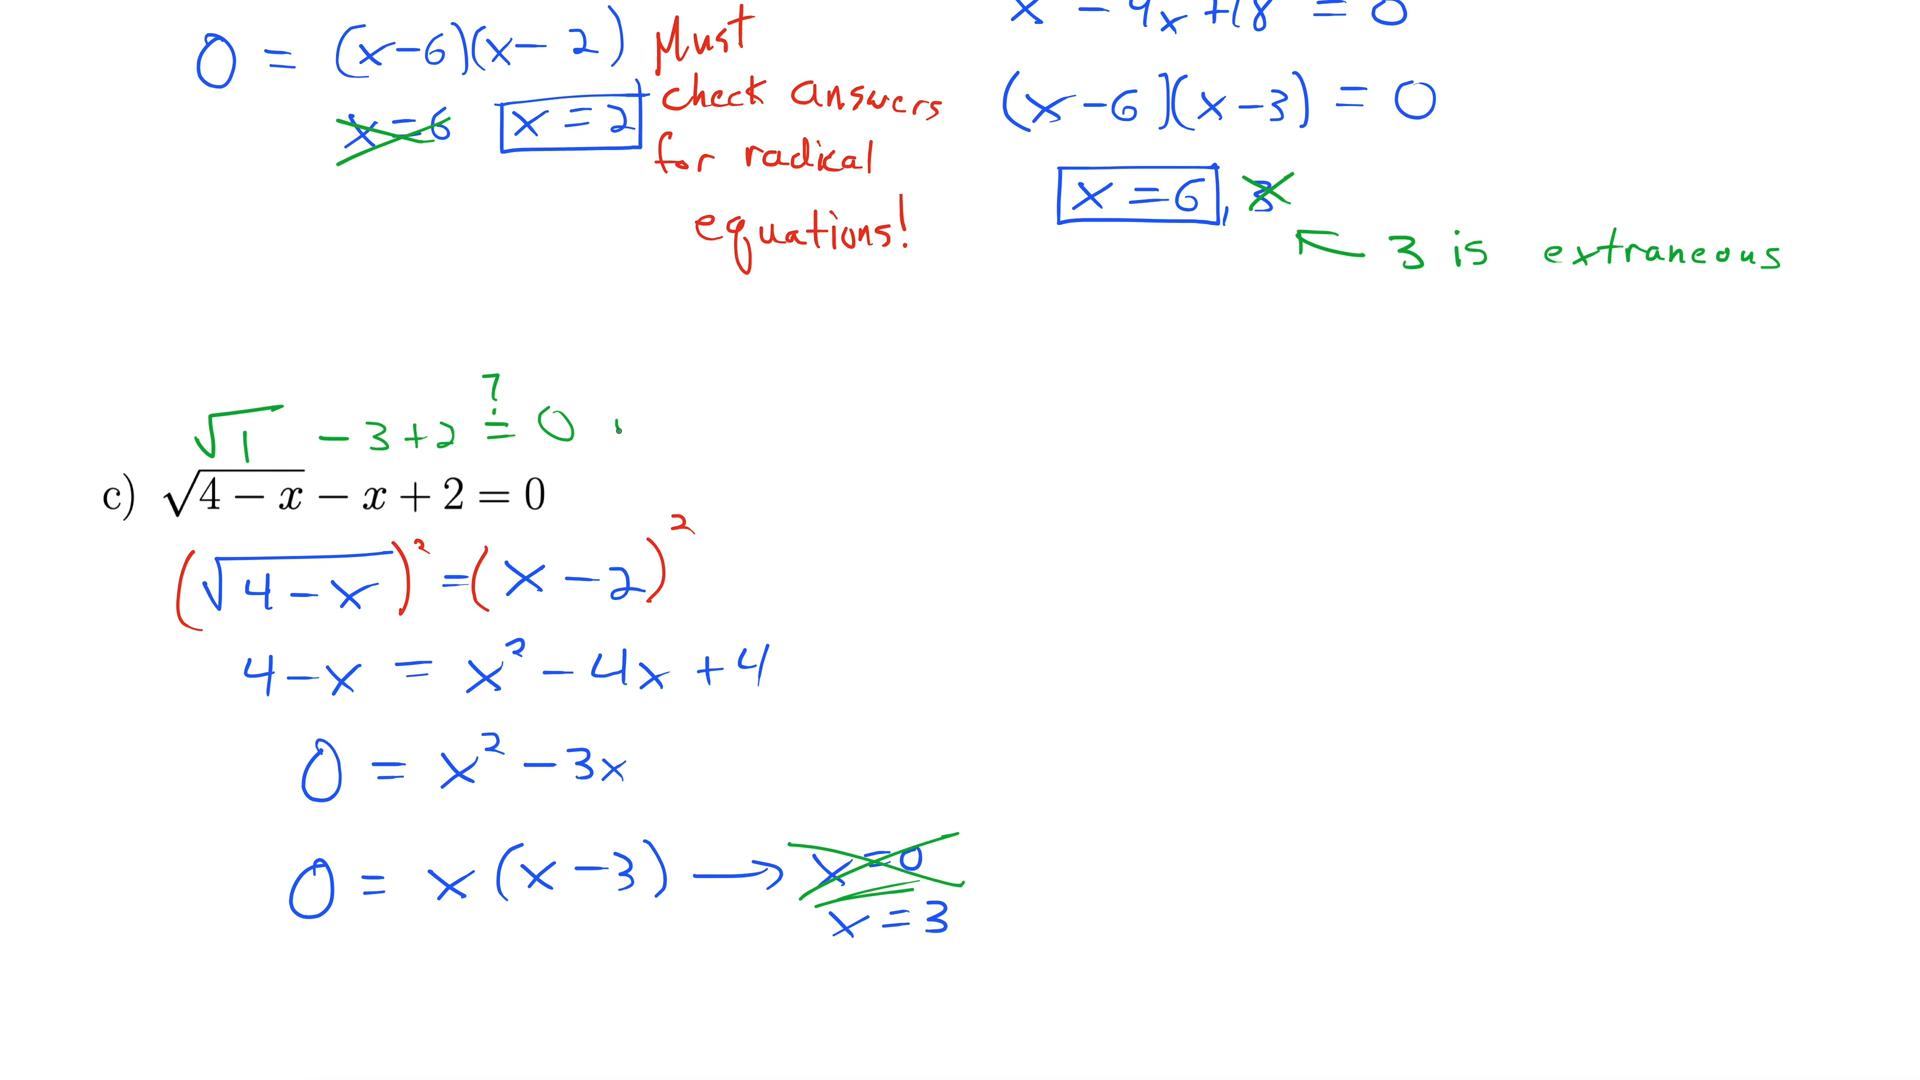 0 = (x-6)(x-2)
x=6 x=2
Must
check answers
for radical
equations!
x - 9x +18 = 0
(x-6)(x-3) = 0
x=6, 3
3 is extraneous
√1 - 3+2 ≟ 0
c) √(4 − x) − x + 2 = 0
(√(4-x))² = (x-2)²
4-x = x² - 4x +4
0 = x² - 3x
0 = x(x-3) → x=0
x=3